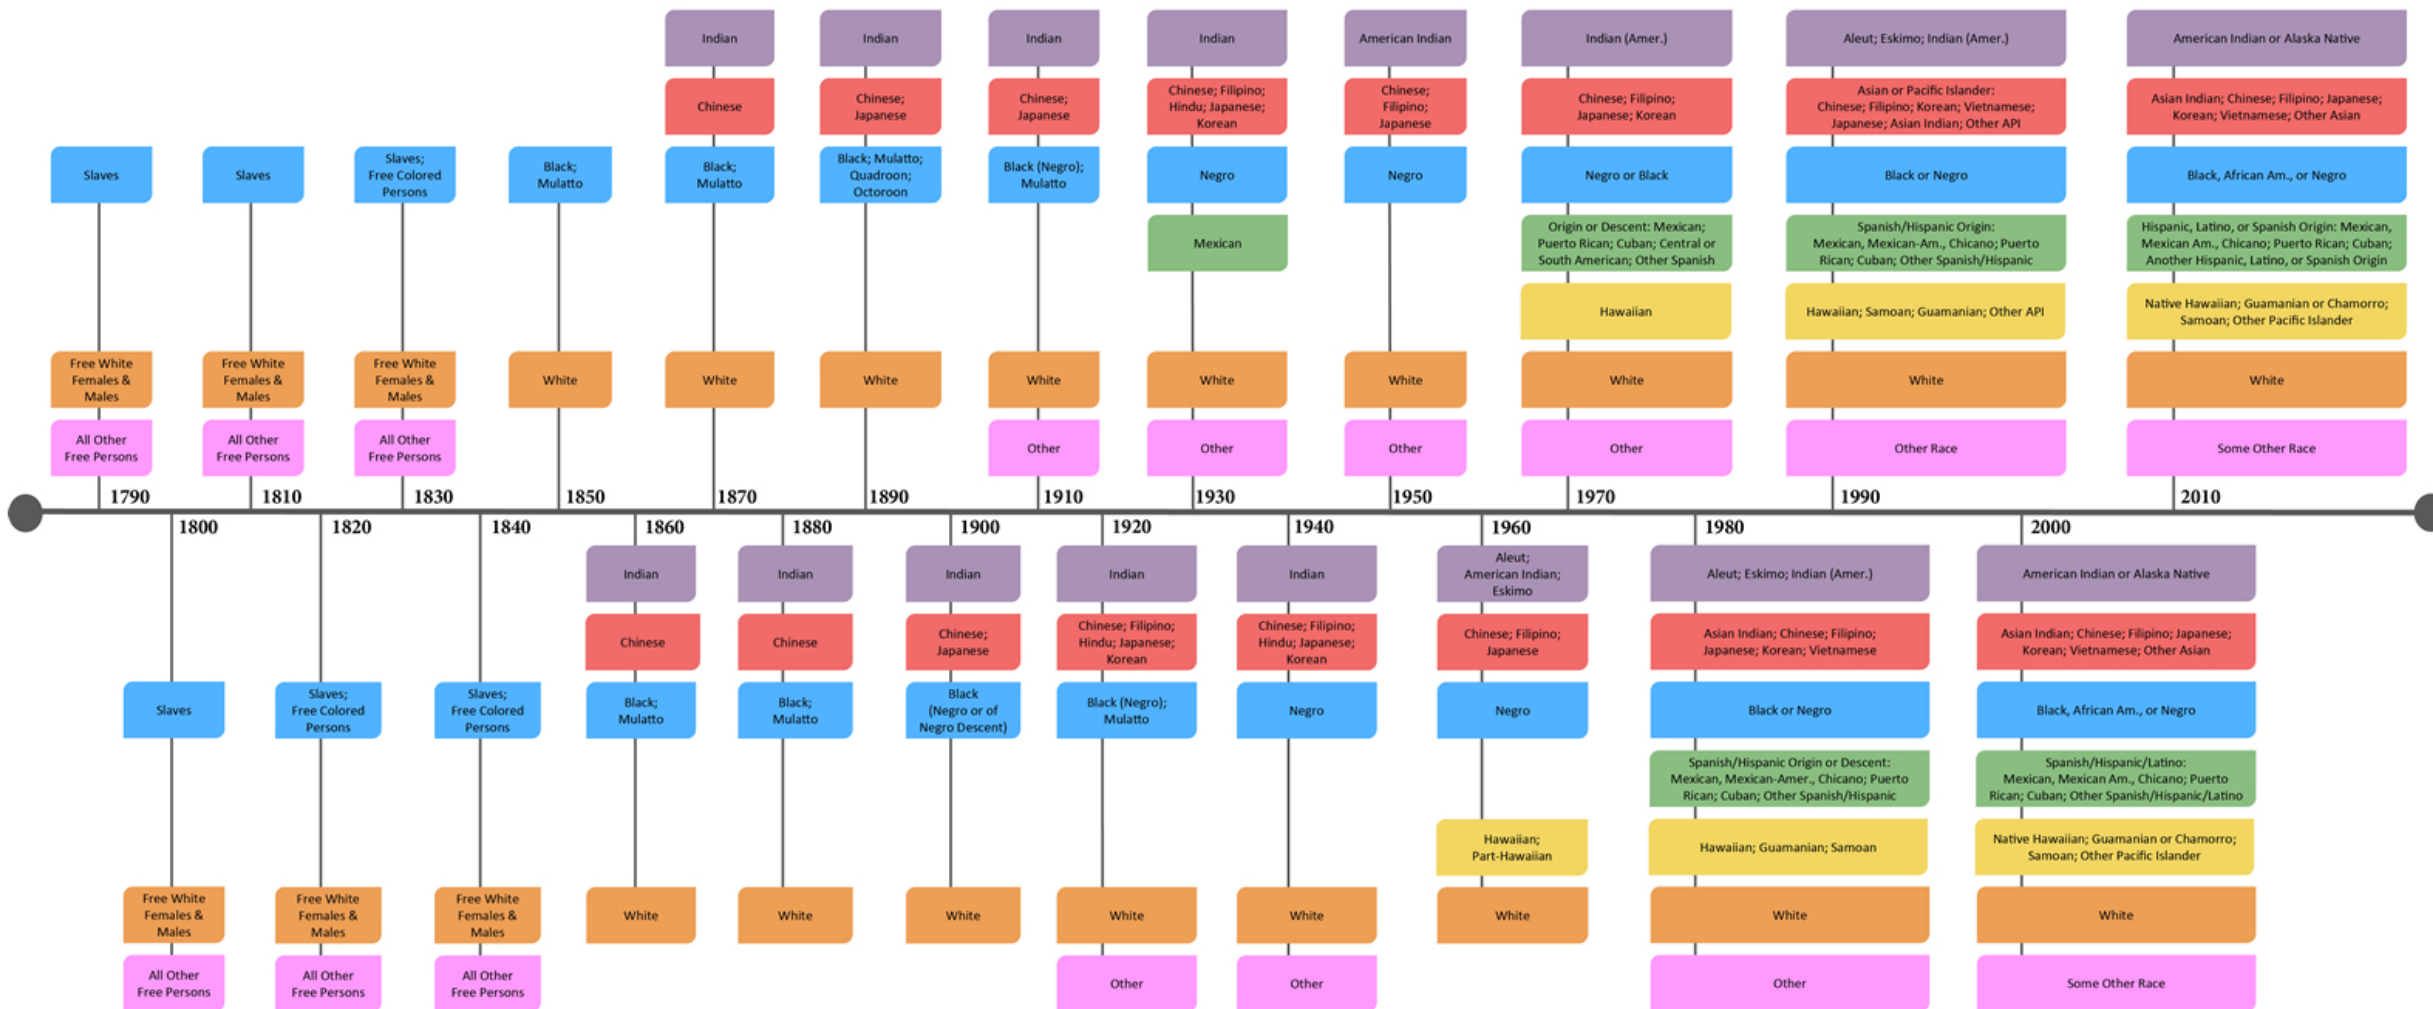 Slaves
Free White
Females &
Males
All Other
Free Persons
1790
Slaves
Free White
Females &
Males
All Other
Free Persons
1810
Slaves;
Free Colored
Persons
Free White
Females &
Males
All Other
Free Persons
1830
Black;
Mulatto
White
1850
Indian
Chinese
Black;
Mulatto
White
1870
Indian
Chinese;
Japanese
Black; Mulatto;
Quadroon;
Octoroon
White
1890
Indian
Chinese;
Japanese
Black (Negro);
Mulatto
White
Other
1910
Indian
Chinese; Filipino;
Hindu; Japanese;
Korean
Negro
Mexican
White
Other
1930
American Indian
Chinese;
Filipino;
Japanese
Negro
White
Other
1950
Indian (Amer.)
Chinese; Filipino;
Japanese; Korean
Negro or Black
Origin or Descent: Mexican;
Puerto Rican; Cuban; Central or
South American; Other Spanish
Hawaiian
White
Other
1970
Aleut; Eskimo; Indian (Amer.)
Asian or Pacific Islander:
Chinese; Filipino; Korean; Vietnamese;
Japanese; Asian Indian; Other API
Black or Negro
Spanish/Hispanic Origin:
Mexican, Mexican-Am., Chicano; Puerto
Rican; Cuban; Other Spanish/Hispanic
Hawaiian; Samoan; Guamanian; Other API
White
Other Race
1990
American Indian or Alaska Native
Asian Indian; Chinese; Filipino; Japanese;
Korean; Vietnamese; Other Asian
Black, African Am., or Negro
Hispanic, Latino, or Spanish Origin: Mexican,
Mexican Am., Chicano; Puerto Rican; Cuban;
Another Hispanic, Latino, or Spanish Origin
Native Hawaiian; Guamanian or Chamorro;
Samoan; Other Pacific Islander
White
Some Other Race
2010
1800
Slaves
Free White
Females &
Males
All Other
Free Persons
1820
Slaves;
Free Colored
Persons
Free White
Females &
Males
All Other
Free Persons
1840
Slaves;
Free Colored
Persons
Free White
Females &
Males
All Other
Free Persons
1860
Indian
Chinese
Black;
Mulatto
White
1880
Indian
Chinese
Black;
Mulatto
White
1900
Indian
Chinese;
Japanese
Black
(Negro or of
Negro Descent)
White
1920
Indian
Chinese; Filipino;
Hindu; Japanese;
Korean
Black (Negro);
Mulatto
White
Other
1940
Indian
Chinese; Filipino;
Hindu; Japanese;
Korean
Negro
White
Other
1960
Aleut;
American Indian;
Eskimo
Chinese; Filipino;
Japanese
Negro
Hawaiian;
Part-Hawaiian
White
1980
Aleut; Eskimo; Indian (Amer.)
Asian Indian; Chinese; Filipino;
Japanese; Korean; Vietnamese
Black or Negro
Spanish/Hispanic Origin or Descent:
Mexican, Mexican-Amer., Chicano; Puerto
Rican; Cuban; Other Spanish/Hispanic
Hawaiian; Guamanian; Samoan
White
Other
2000
American Indian or Alaska Native
Asian Indian; Chinese; Filipino; Japanese;
Korean; Vietnamese; Other Asian
Black, African Am., or Negro
Spanish/Hispanic/Latino:
Mexican, Mexican Am., Chicano; Puerto
Rican; Cuban; Other Spanish/Hispanic/Latino
Native Hawaiian; Guamanian or Chamorro;
Samoan; Other Pacific Islander
White
Some Other Race